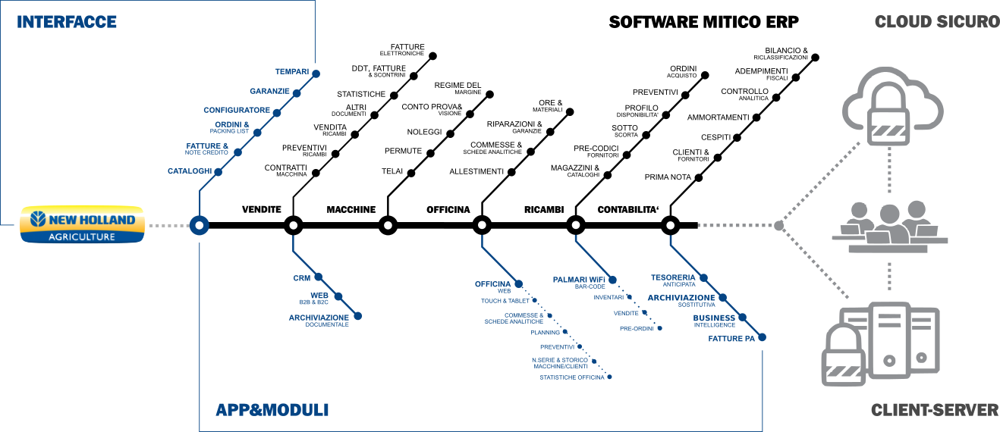 INTERFACCE
SOFTWARE MITICO ERP
CLOUD SICURO
TEMPARI
GARANZIE
CONFIGURATORE
ORDINI &
PACKING LIST
FATTURE &
NOTE CREDITO
CATALOGHI
FATTURE
ELETTRONICHE
DDT, FATTURE
& SCONTRINI
STATISTICHE
ALTRI
DOCUMENTI
VENDITA
RICAMBI
PREVENTIVI
RICAMBI
CONTRATTI
MACCHINA
REGIME DEL
MARGINE
CONTO PROVA&
VISIONE
NOLEGGI
PERMUTE
TELAI
ORE &
MATERIALI
RIPARAZIONI &
GARANZIE
COMMESSE &
SCHEDE ANALITICHE
ALLESTIMENTI
ORDINI
ACQUISTO
PREVENTIVI
PROFILO
DISPONIBILITA'
SOTTO
SCORTA
PRE-CODICI
FORNITORI
MAGAZZINI &
CATALOGHI
BILANCIO &
RICLASSIFICAZIONI
ADEMPIMENTI
FISCALI
CONTROLLO
ANALITICA
AMMORTAMENTI
CESPITI
CLIENTI &
FORNITORI
PRIMA NOTA
VENDITE
MACCHINE
OFFICINA
RICAMBI
CONTABILITA'
NEW HOLLAND
AGRICULTURE
CRM
WEB
B2B & B2C
ARCHIVIAZIONE
DOCUMENTALE
OFFICINA
WEB
TOUCH & TABLET
COMMESSE &
SCHEDE ANALITICHE
PLANNING
PREVENTIVI
N.SERIE & STORICO
MACCHINE/CLIENTI
STATISTICHE OFFICINA
PALMARI WiFi
BAR-CODE
INVENTARI
VENDITE
PRE-ORDINI
TESORERIA
ANTICIPATA
ARCHIVIAZIONE
SOSTITUTIVA
BUSINESS
INTELLIGENCE
FATTURE PA
APP&MODULI
CLIENT-SERVER